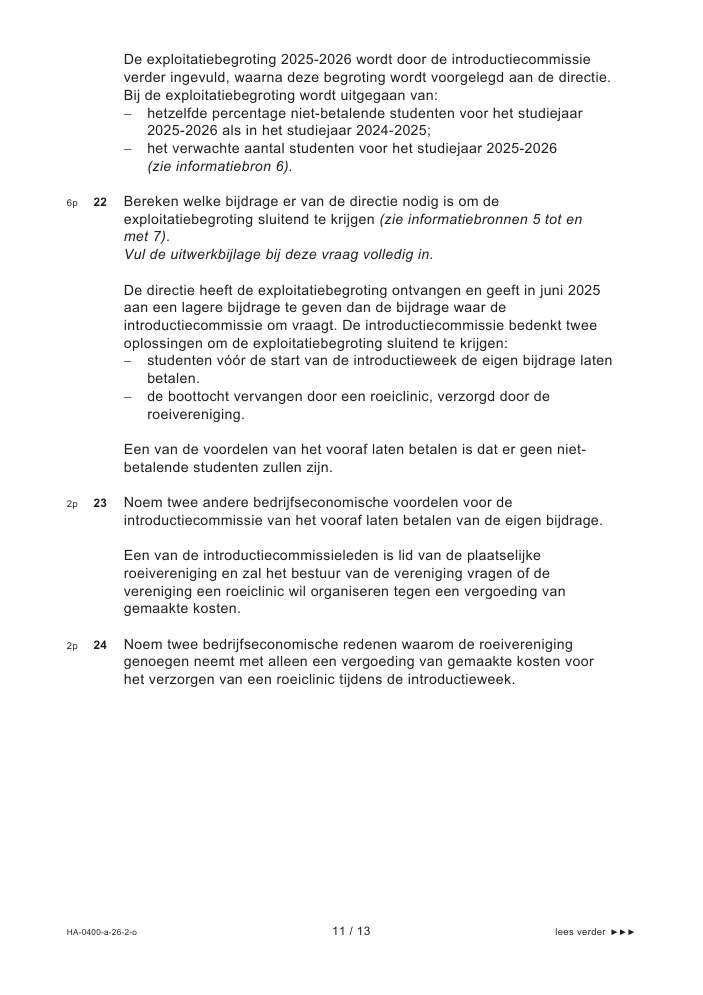 De exploitatiebegroting 2025-2026 wordt door de introductiecommissie
verder ingevuld, waarna deze begroting wordt voorgelegd aan de directie.
Bij de exploitatiebegroting wordt uitgegaan van:
– hetzelfde percentage niet-betalende studenten voor het studiejaar
2025-2026 als in het studiejaar 2024-2025;
– het verwachte aantal studenten voor het studiejaar 2025-2026
(zie informatiebron 6).
6p 22 Bereken welke bijdrage er van de directie nodig is om de
exploitatiebegroting sluitend te krijgen (zie informatiebronnen 5 tot en
met 7).
Vul de uitwerkbijlage bij deze vraag volledig in.
De directie heeft de exploitatiebegroting ontvangen en geeft in juni 2025
aan een lagere bijdrage te geven dan de bijdrage waar de
introductiecommissie om vraagt. De introductiecommissie bedenkt twee
oplossingen om de exploitatiebegroting sluitend te krijgen:
– studenten vóór de start van de introductieweek de eigen bijdrage laten
betalen.
– de boottocht vervangen door een roeiclinic, verzorgd door de
roeivereniging.
Een van de voordelen van het vooraf laten betalen is dat er geen niet-
betalende studenten zullen zijn.
2p 23 Noem twee andere bedrijfseconomische voordelen voor de
introductiecommissie van het vooraf laten betalen van de eigen bijdrage.
Een van de introductiecommissieleden is lid van de plaatselijke
roeivereniging en zal het bestuur van de vereniging vragen of de
vereniging een roeiclinic wil organiseren tegen een vergoeding van
gemaakte kosten.
2p 24 Noem twee bedrijfseconomische redenen waarom de roeivereniging
genoegen neemt met alleen een vergoeding van gemaakte kosten voor
het verzorgen van een roeiclinic tijdens de introductieweek.
HA-0400-a-26-2-o 11 / 13 lees verder ►►►